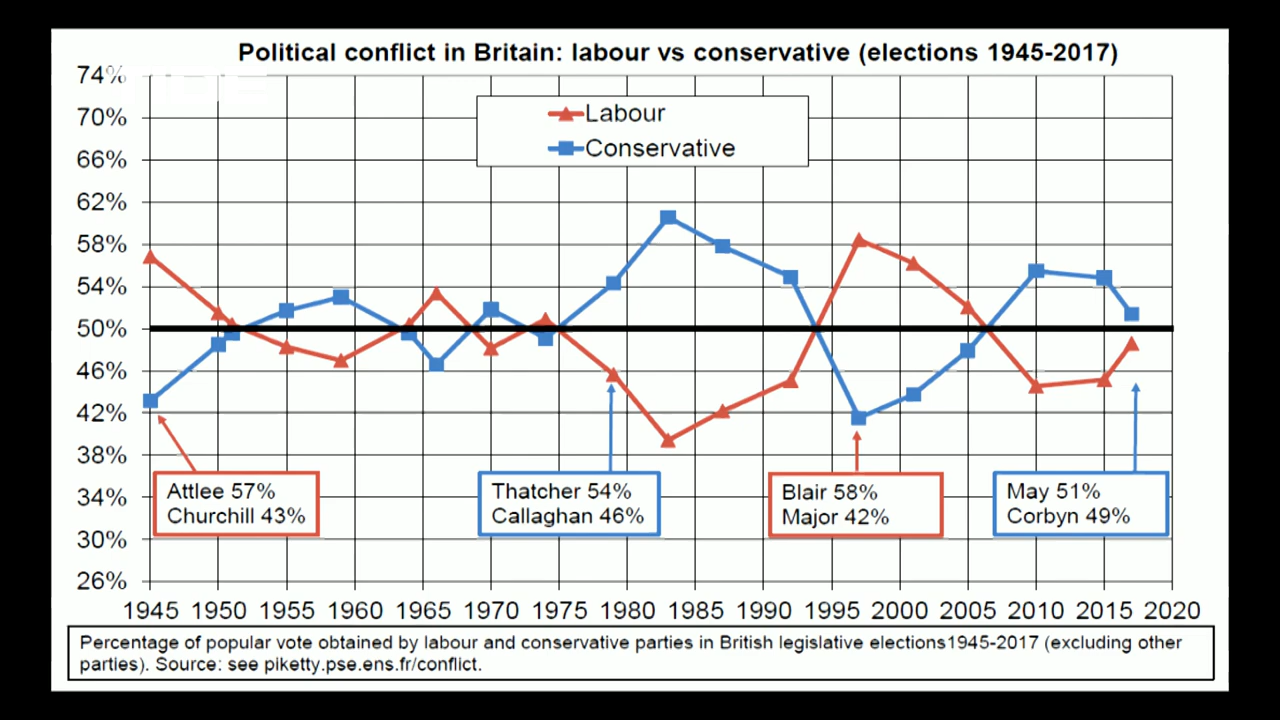 Political conflict in Britain: labour vs conservative (elections 1945-2017)
74%
70%
66%
62%
58%
54%
50%
46%
42%
38%
34%
30%
26%
Labour
Conservative
Attlee 57%
Churchill 43%
Thatcher 54%
Callaghan 46%
Blair 58%
Major 42%
May 51%
Corbyn 49%
1945 1950 1955 1960 1965 1970 1975 1980 1985 1990 1995 2000 2005 2010 2015 2020
Percentage of popular vote obtained by labour and conservative parties in British legislative elections1945-2017 (excluding other
parties). Source: see piketty.pse.ens.fr/conflict.